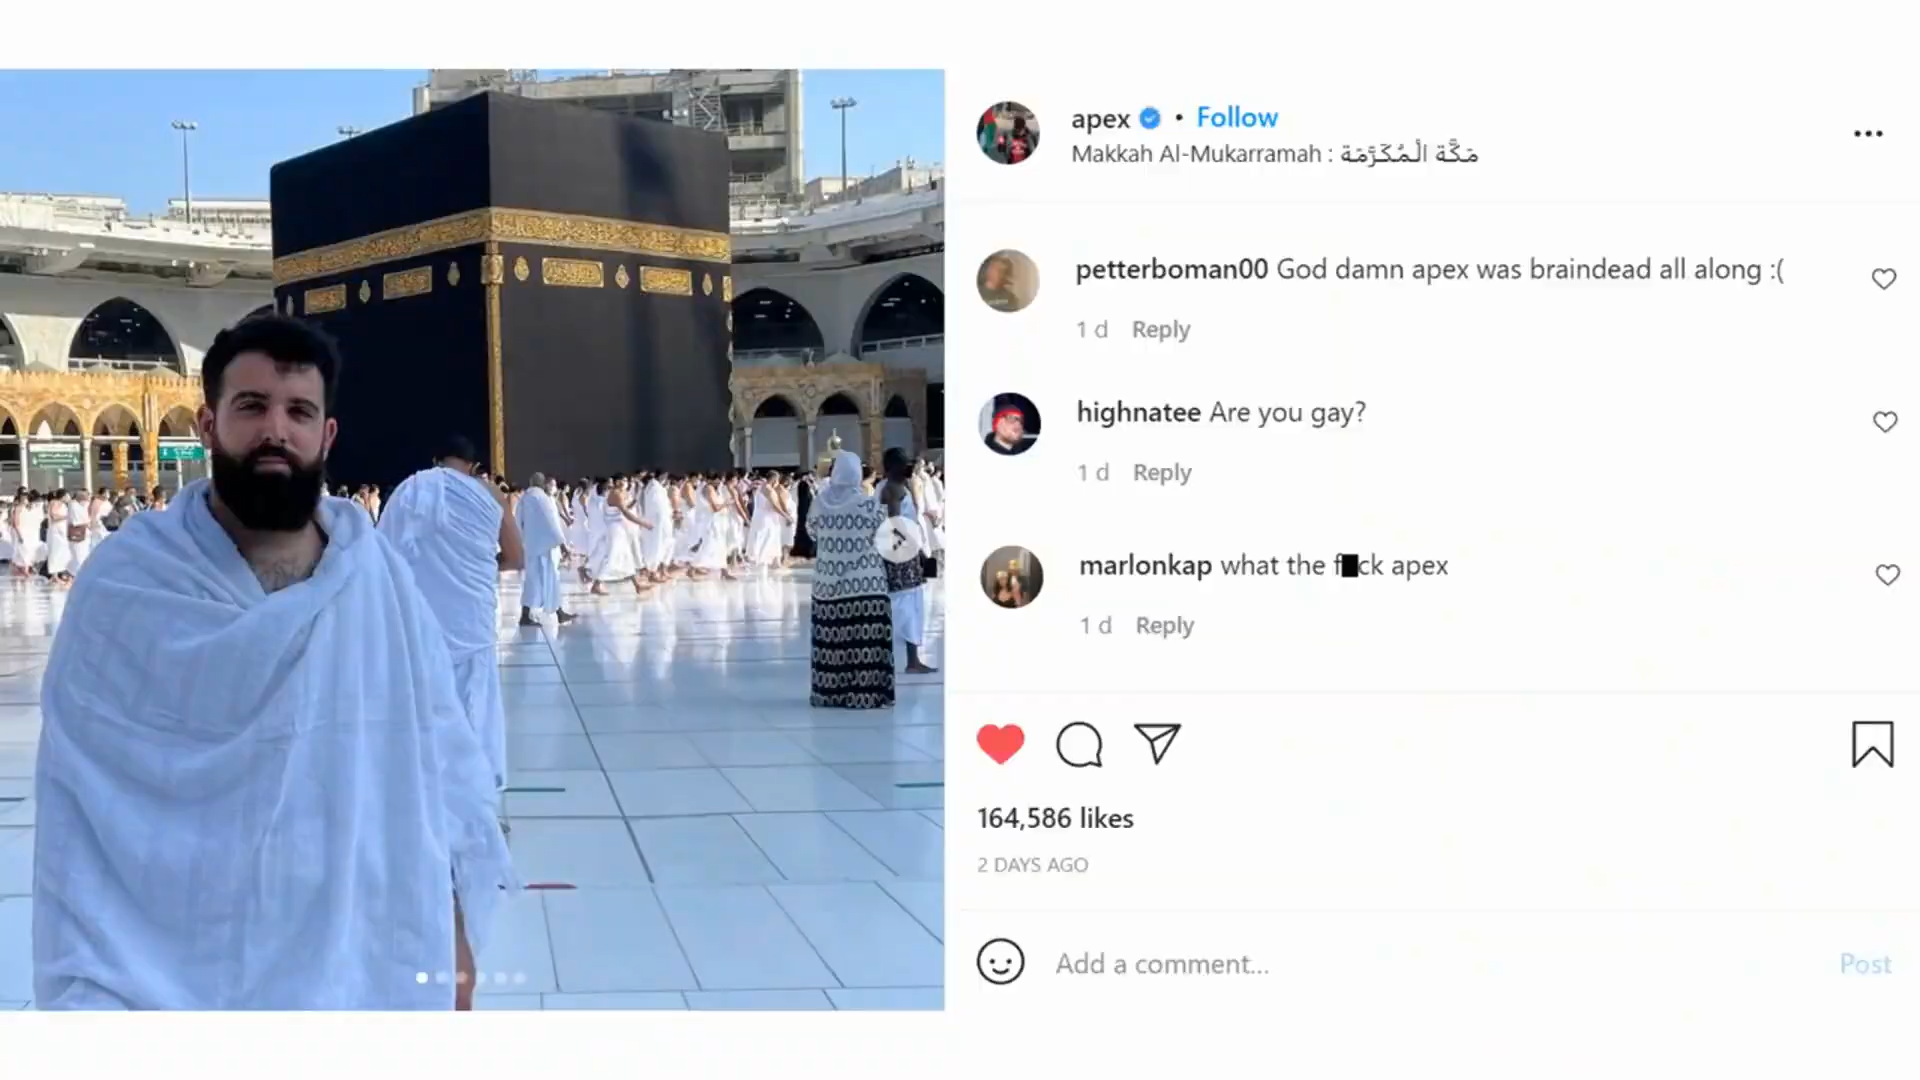 apex • Follow
Makkah Al-Mukarramah : مَكَّة الْمُكَرَّمَة
petterboman00 God damn apex was braindead all along :(
1 d Reply
highnatee Are you gay?
1 d Reply
marlonkap what the f■ck apex
1 d Reply
164,586 likes
2 DAYS AGO
Add a comment...
Post